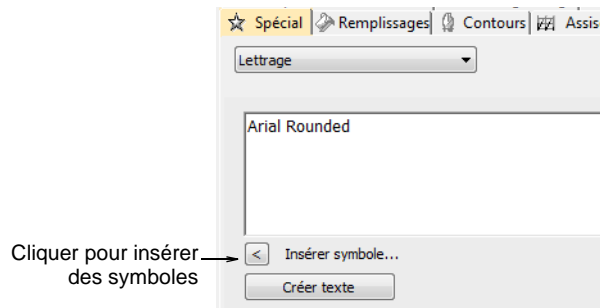 Spécial Remplissages Contours Assis
Lettrage
Arial Rounded
Cliquer pour insérer
des symboles
< Insérer symbole...
Créer texte